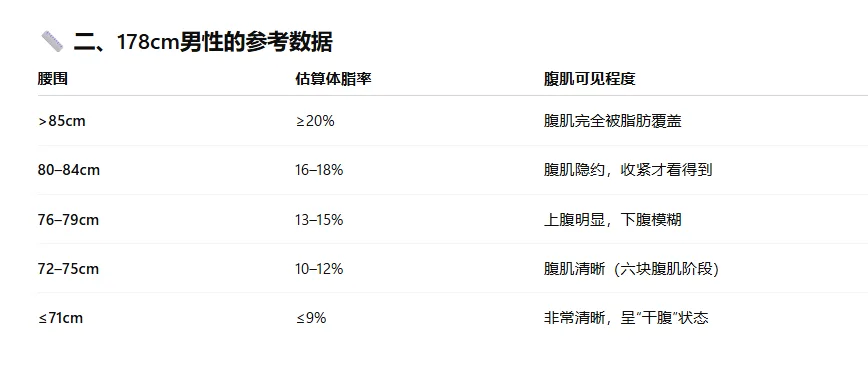 📏 二、178cm男性的参考数据
腰围 估算体脂率 腹肌可见程度
>85cm ≥20% 腹肌完全被脂肪覆盖
80–84cm 16–18% 腹肌隐约，收紧才看得到
76–79cm 13–15% 上腹明显，下腹模糊
72–75cm 10–12% 腹肌清晰（六块腹肌阶段）
≤71cm ≤9% 非常清晰，呈“干腹”状态